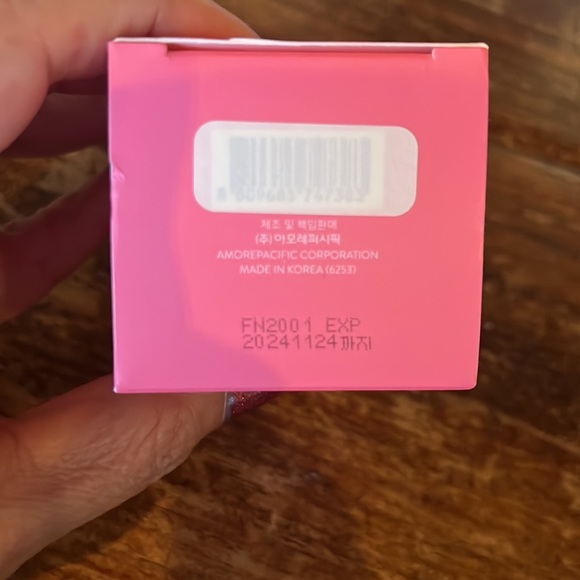 제조 및 책임판매
(주)아모레퍼시픽
AMOREPACIFIC CORPORATION
MADE IN KOREA (6253)
FN2001 EXP
20241124까지